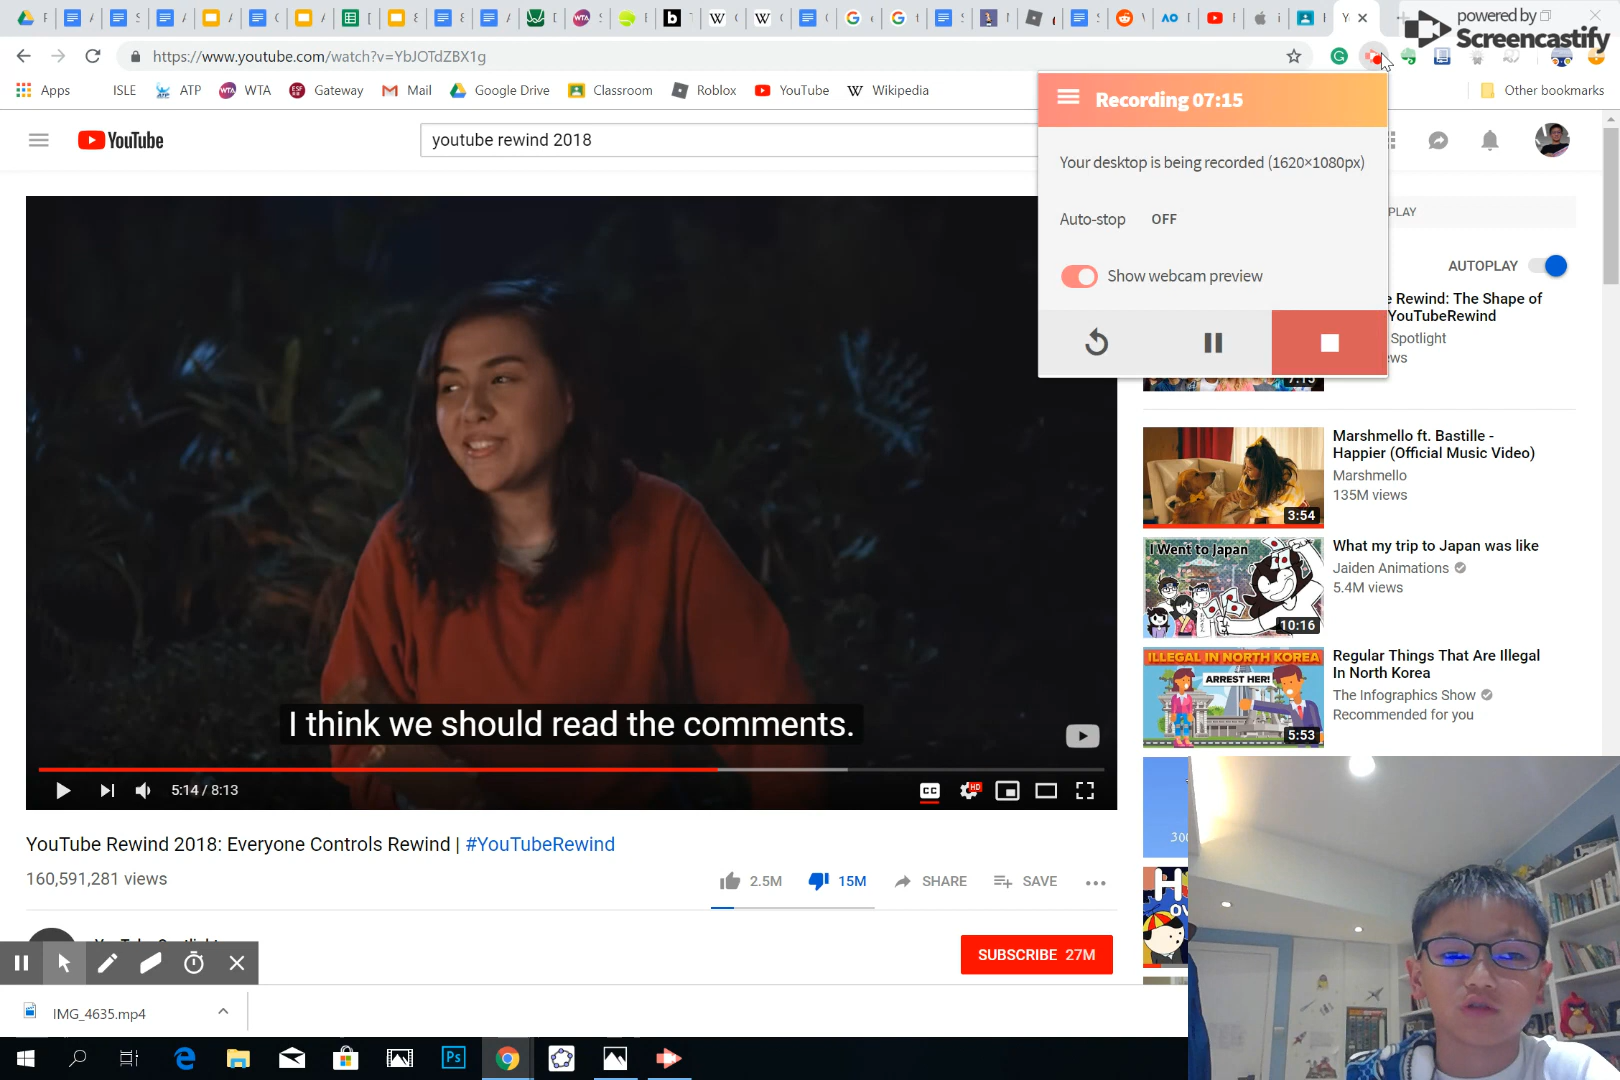 powered by
Screencastify
https://www.youtube.com/watch?v=YbJOTdZBX1g
Apps
ISLE
ATP
WTA
Gateway
Mail
Google Drive
Classroom
Roblox
YouTube
Wikipedia
Other bookmarks
Recording 07:15
Your desktop is being recorded (1620×1080px)
Auto-stop OFF
Show webcam preview
YouTube
youtube rewind 2018
PLAY
AUTOPLAY
Rewind: The Shape of
YouTubeRewind
Spotlight
Marshmello ft. Bastille -
Happier (Official Music Video)
Marshmello
135M views
3:54
I Went to Japan
What my trip to Japan was like
Jaiden Animations
5.4M views
10:16
ILLEGAL IN NORTH KOREA
ARREST HER!
Regular Things That Are Illegal
In North Korea
The Infographics Show
Recommended for you
5:53
I think we should read the comments.
5:14 / 8:13
CC
HD
YouTube Rewind 2018: Everyone Controls Rewind | #YouTubeRewind
160,591,281 views
2.5M
15M
SHARE
SAVE
SUBSCRIBE 27M
IMG_4635.mp4
Ps